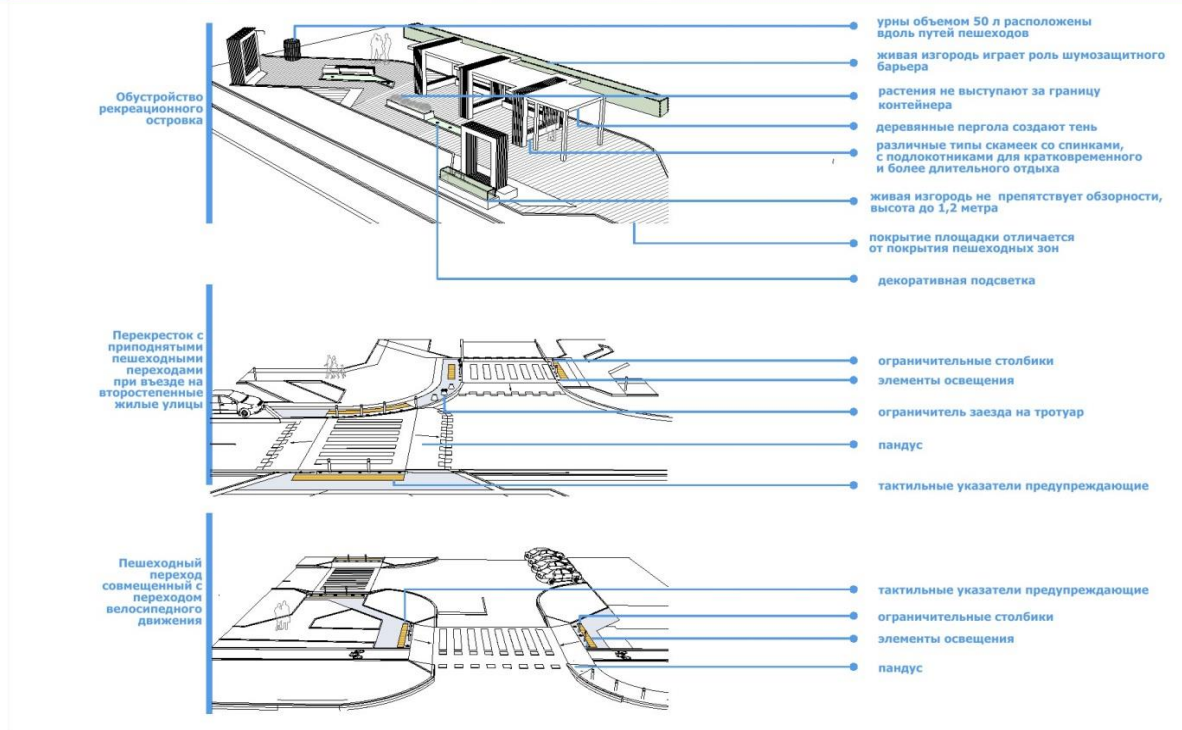 Обустройство
рекреационного
островка
урны объемом 50 л расположены
вдоль путей пешеходов
живая изгородь играет роль шумозащитного
барьера
растения не выступают за границу
контейнера
деревянные пергола создают тень
различные типы скамеек со спинками,
с подлокотниками для кратковременного
и более длительного отдыха
живая изгородь не препятствует обзорности,
высота до 1,2 метра
покрытие площадки отличается
от покрытия пешеходных зон
декоративная подсветка
Перекресток с
приподнятыми
пешеходными
переходами
при въезде на
второстепенные
жилые улицы
ограничительные столбики
элементы освещения
ограничитель заезда на тротуар
пандус
тактильные указатели предупреждающие
Пешеходный
переход
совмещенный с
переходом
велосипедного
движения
тактильные указатели предупреждающие
ограничительные столбики
элементы освещения
пандус